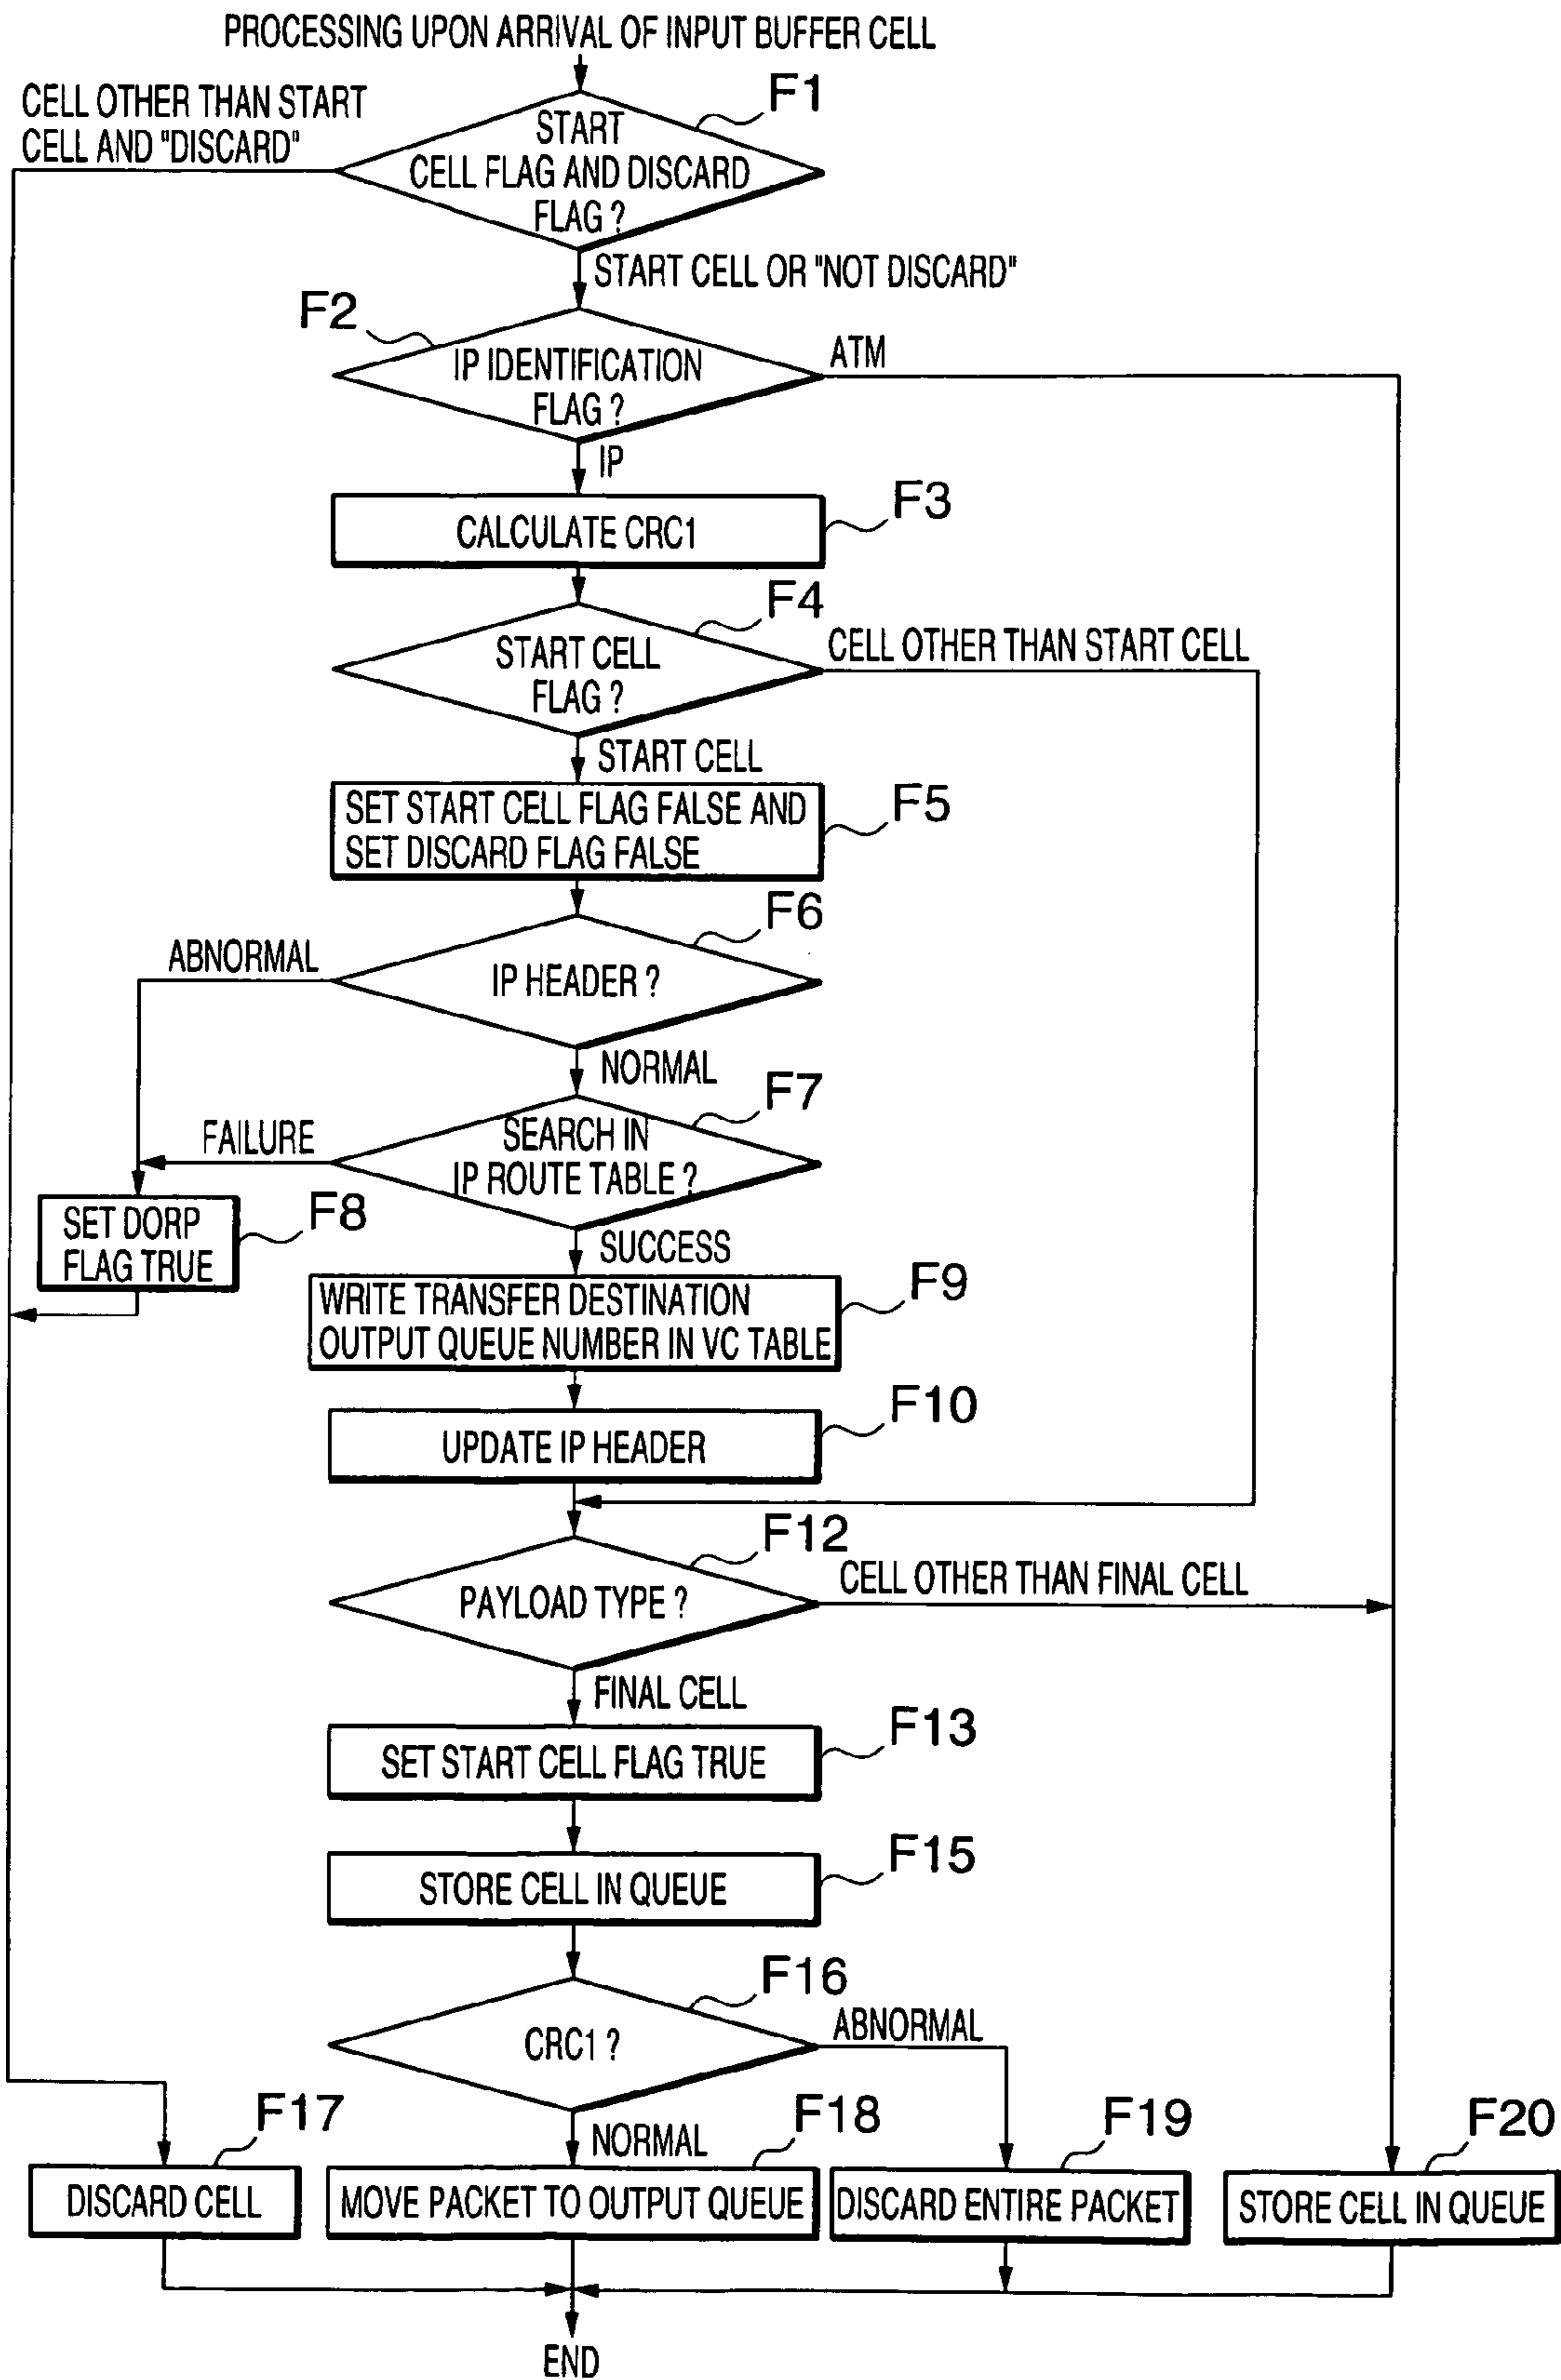 PROCESSING UPON ARRIVAL OF INPUT BUFFER CELL
CELL OTHER THAN START
CELL AND "DISCARD"
F1
START
CELL FLAG AND DISCARD
FLAG ?
START CELL OR "NOT DISCARD"
F2
IP IDENTIFICATION
FLAG ?
ATM
IP
F3
CALCULATE CRC1
F4
START CELL
FLAG ?
CELL OTHER THAN START CELL
START CELL
F5
SET START CELL FLAG FALSE AND
SET DISCARD FLAG FALSE
F6
ABNORMAL
IP HEADER ?
NORMAL
F7
FAILURE
SEARCH IN
IP ROUTE TABLE ?
SET DORP
FLAG TRUE
F8
SUCCESS
F9
WRITE TRANSFER DESTINATION
OUTPUT QUEUE NUMBER IN VC TABLE
F10
UPDATE IP HEADER
F12
PAYLOAD TYPE ?
CELL OTHER THAN FINAL CELL
FINAL CELL
F13
SET START CELL FLAG TRUE
F15
STORE CELL IN QUEUE
F16
CRC1 ?
ABNORMAL
NORMAL
F17
DISCARD CELL
F18
MOVE PACKET TO OUTPUT QUEUE
F19
DISCARD ENTIRE PACKET
F20
STORE CELL IN QUEUE
END